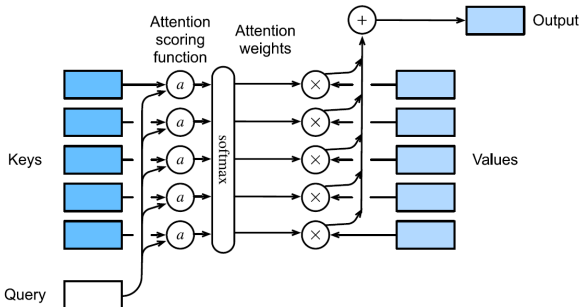 Attention
scoring
function
Attention
weights
+
Output
Keys
a
a
a
a
a
softmax
×
×
×
×
×
Values
Query